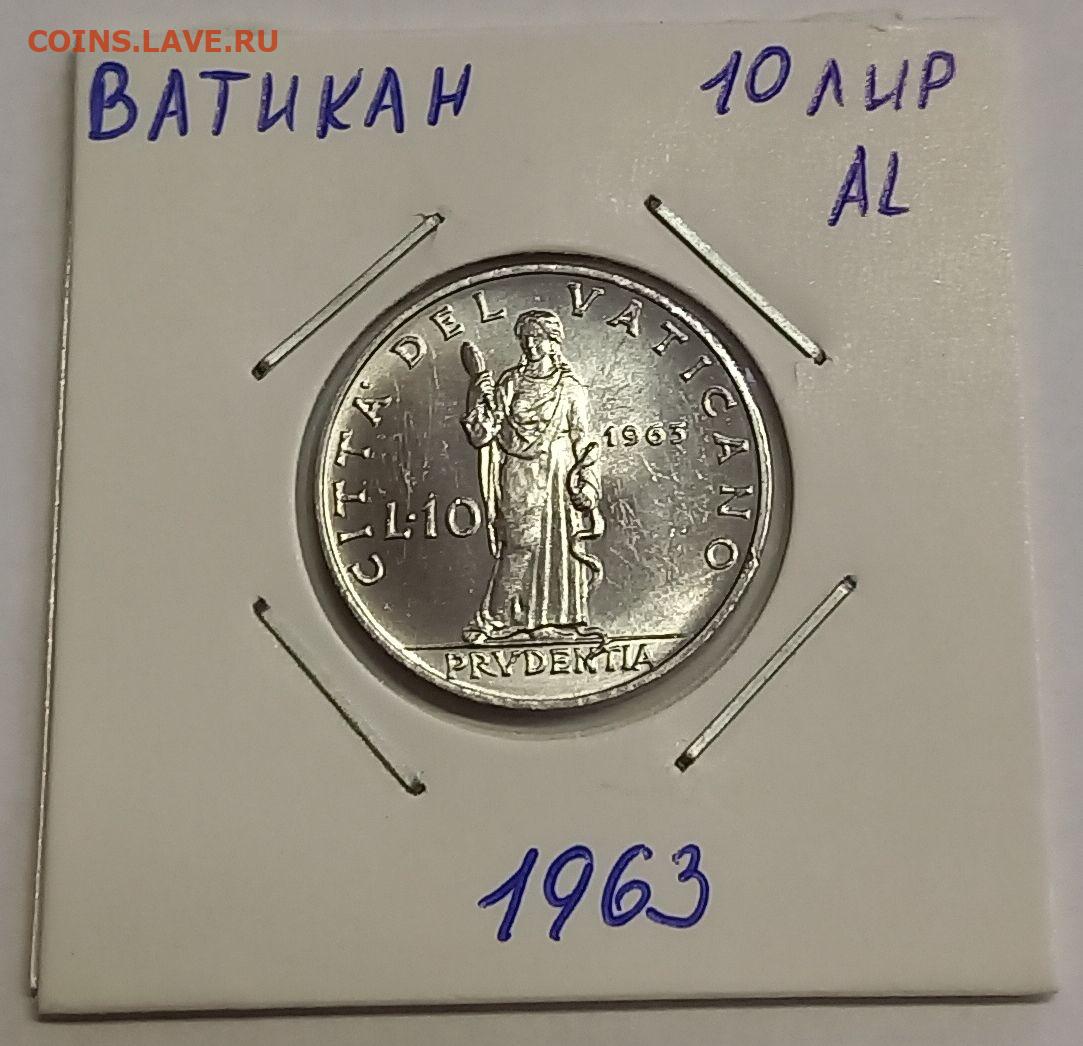 COINS.LAVE.RU
ВАТИКАН 10 ЛИР
AL
CITTA' DEL VATICANO
1963
L·10
PRVDENTIA
1963